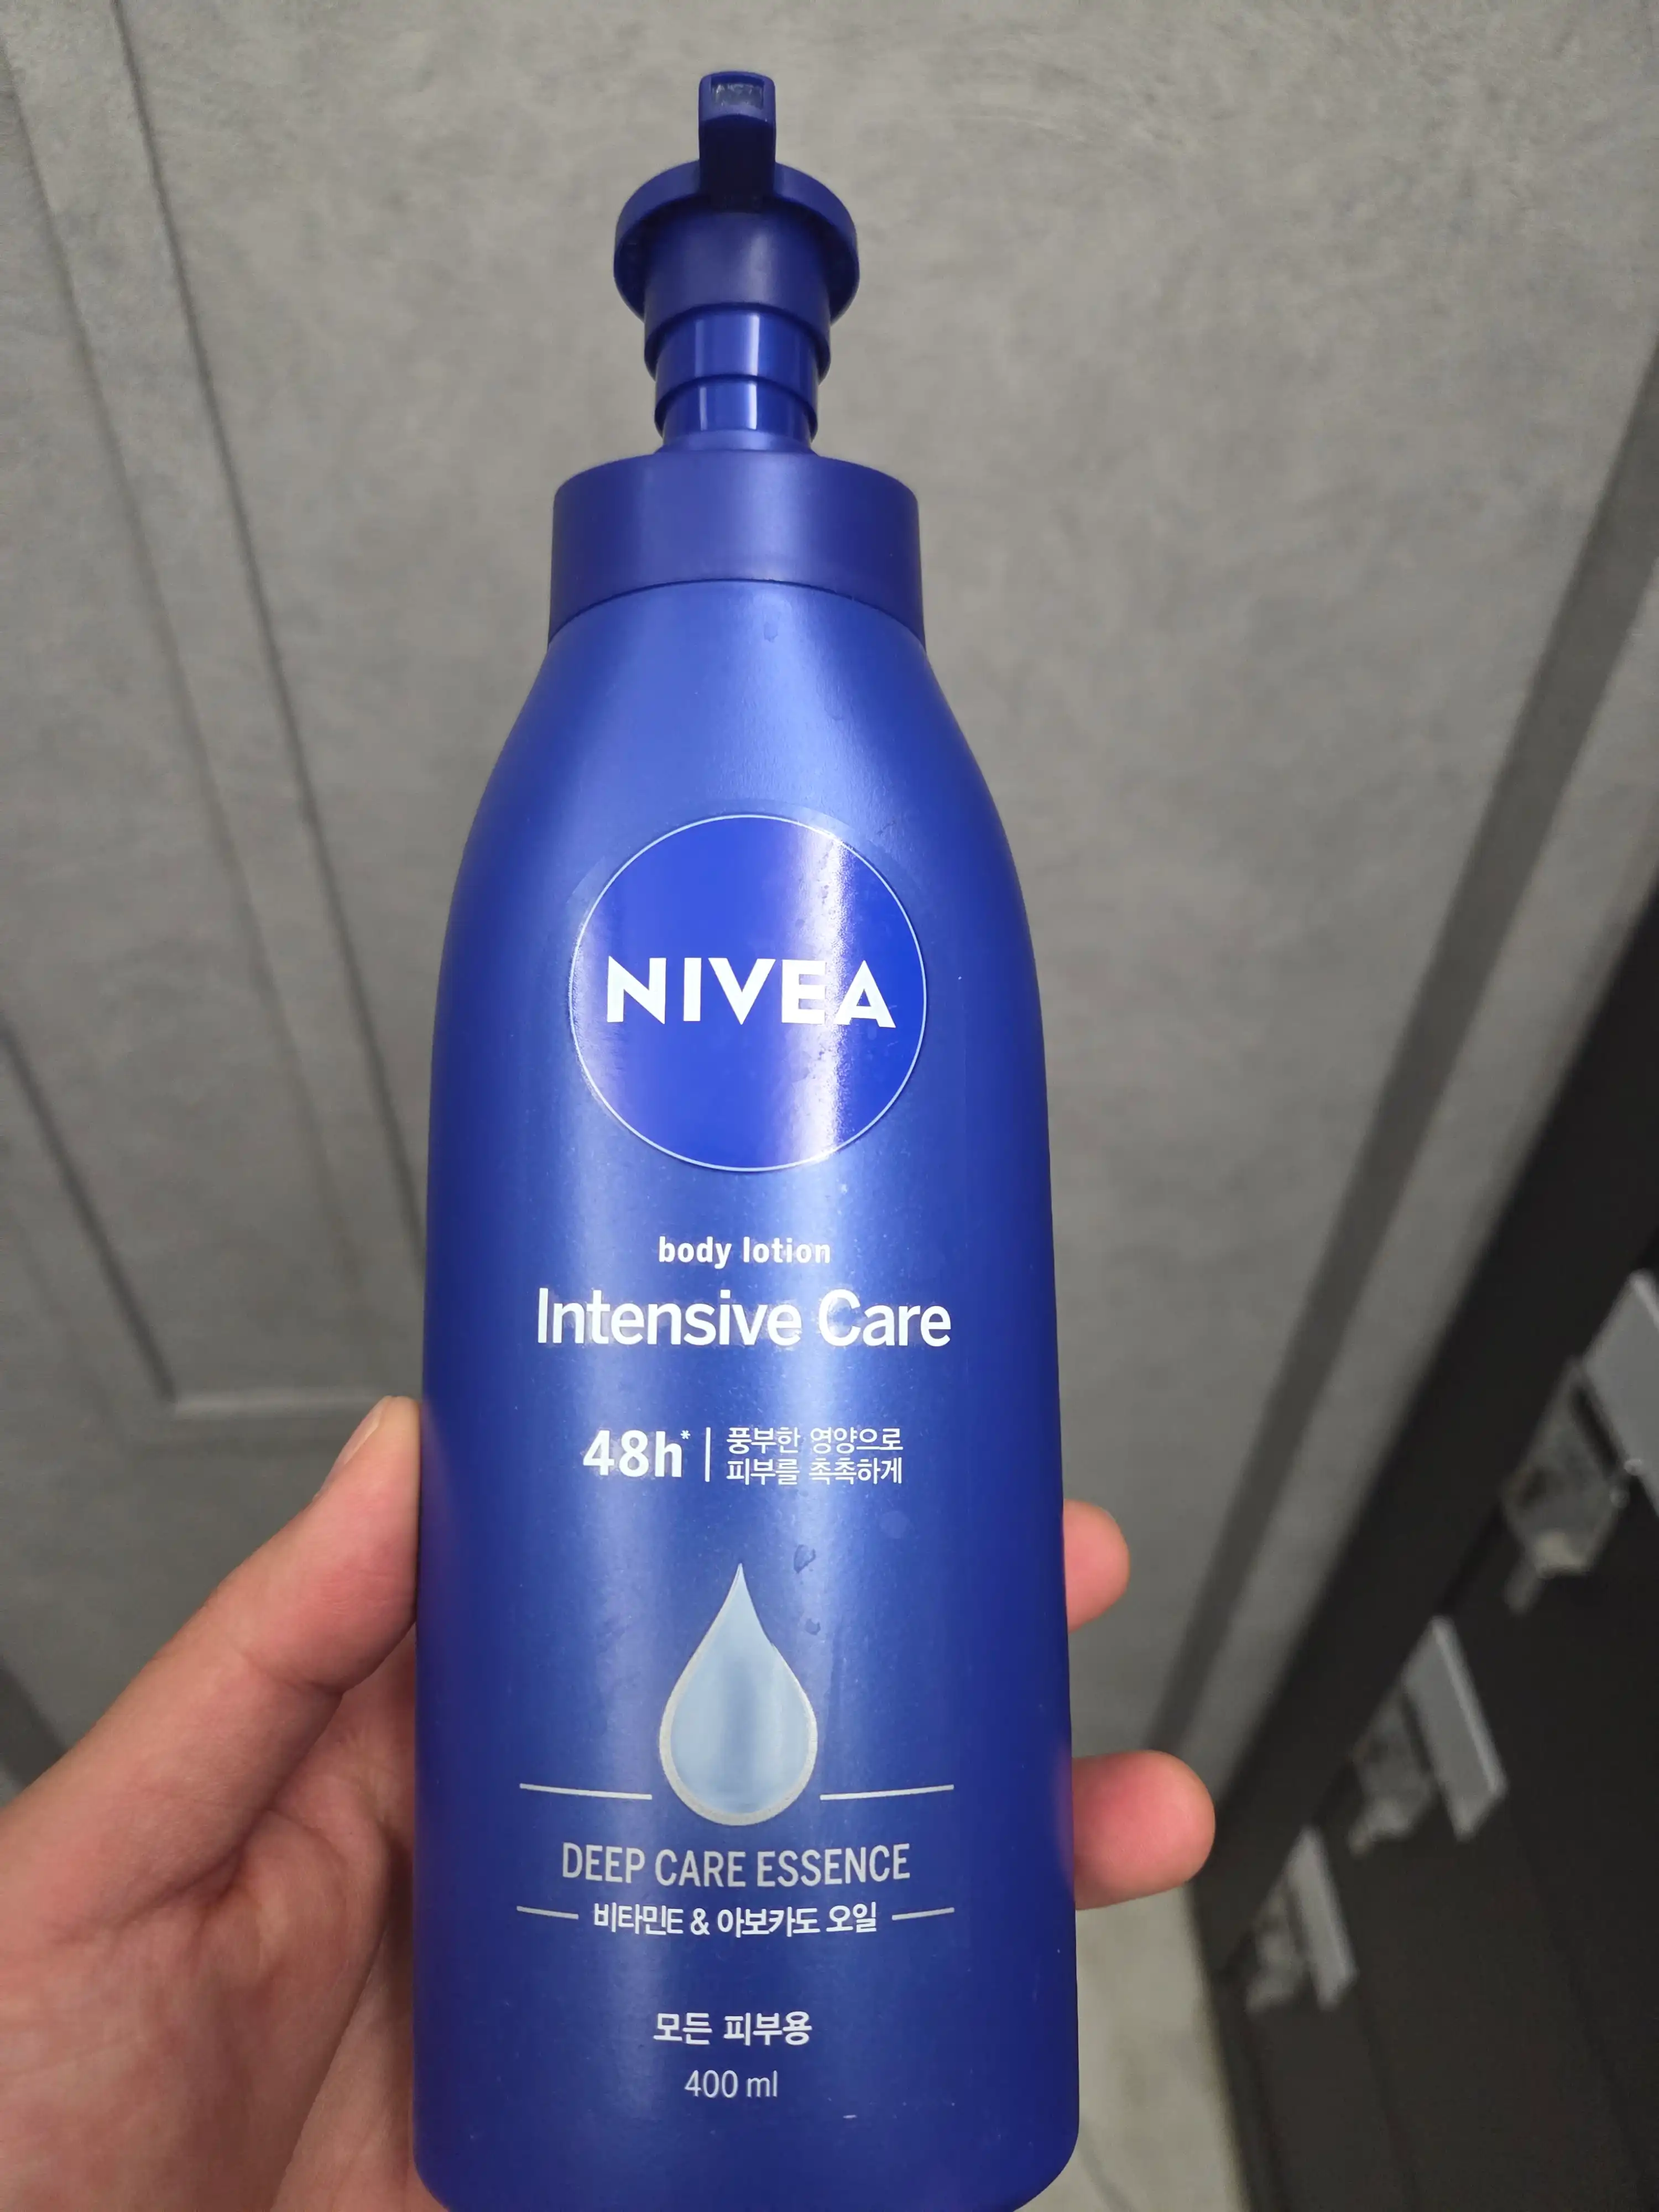 NIVEA
body lotion
Intensive Care
48h* | 풍부한 영양으로
피부를 촉촉하게
DEEP CARE ESSENCE
비타민E & 아보카도 오일
모든 피부용
400 ml